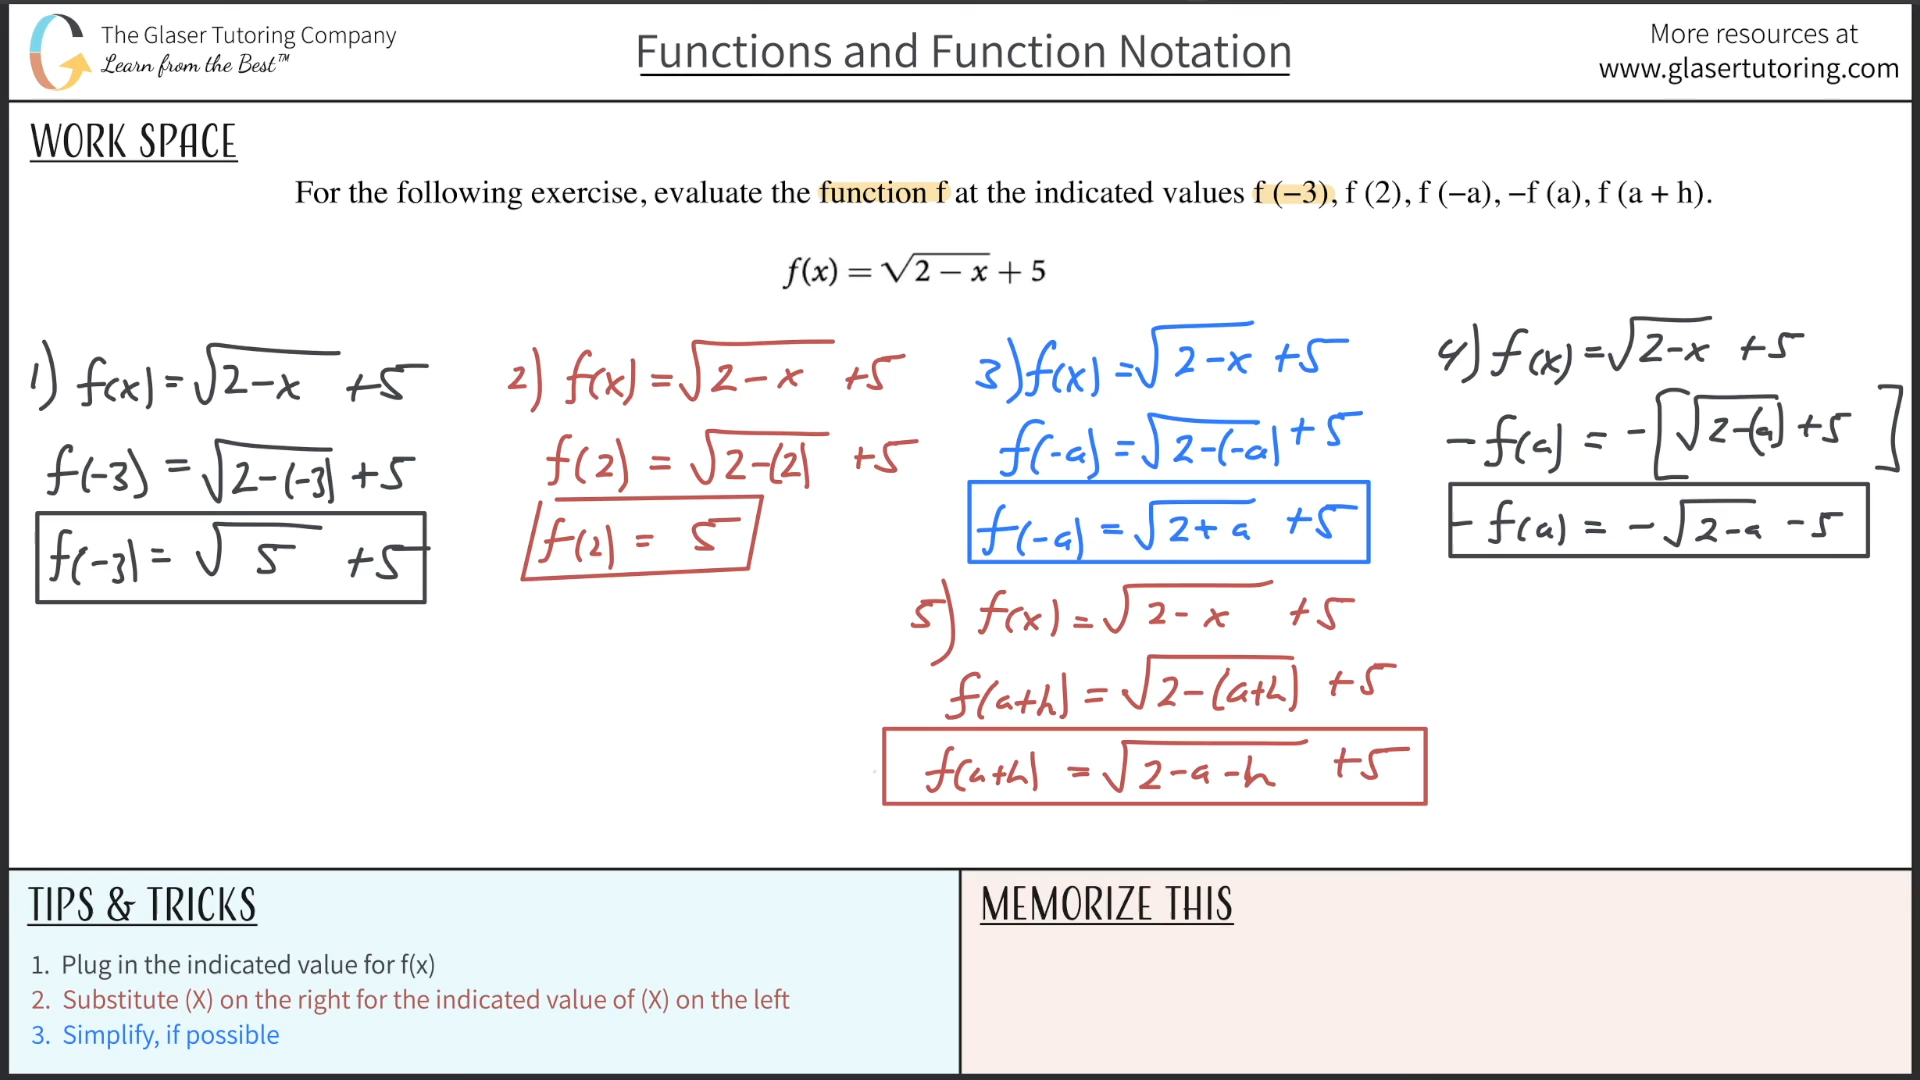 The Glaser Tutoring Company
Learn from the Best™
Functions and Function Notation
More resources at
www.glasertutoring.com
WORK SPACE
For the following exercise, evaluate the function f at the indicated values f (−3), f (2), f (−a), −f (a), f (a + h).
f(x) = √(2 − x) + 5
1) f(x) = √(2-x) +5
f(-3) = √(2-(-3)) +5
f(-3) = √5 +5
2) f(x) = √(2-x) +5
f(2) = √(2-(2)) +5
f(2) = 5
3) f(x) = √(2-x) +5
f(-a) = √(2-(-a)) +5
f(-a) = √(2+a) +5
4) f(x) = √(2-x) +5
-f(a) = -[√(2-(a)) +5]
-f(a) = -√(2-a) -5
5) f(x) = √(2-x) +5
f(a+h) = √(2-(a+h)) +5
f(a+h) = √(2-a-h) +5
TIPS & TRICKS
1. Plug in the indicated value for f(x)
2. Substitute (X) on the right for the indicated value of (X) on the left
3. Simplify, if possible
MEMORIZE THIS